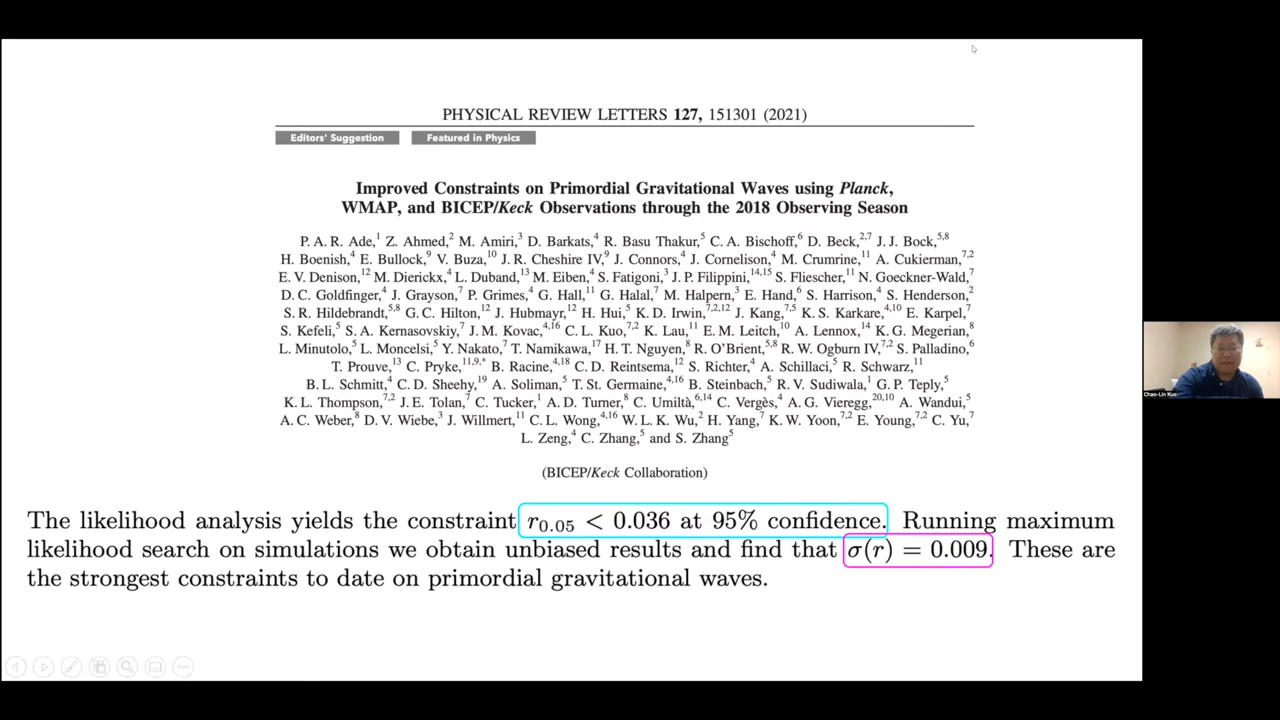 PHYSICAL REVIEW LETTERS 127, 151301 (2021)
Editors' Suggestion Featured in Physics
Improved Constraints on Primordial Gravitational Waves using Planck,
WMAP, and BICEP/Keck Observations through the 2018 Observing Season
P. A. R. Ade,¹ Z. Ahmed,² M. Amiri,³ D. Barkats,⁴ R. Basu Thakur,⁵ C. A. Bischoff,⁶ D. Beck,²,⁷ J. J. Bock,⁵,⁸
H. Boenish,⁴ E. Bullock,⁹ V. Buza,¹⁰ J. R. Cheshire IV,⁹ J. Connors,⁴ J. Cornelison,⁴ M. Crumrine,¹¹ A. Cukierman,⁷,²
E. V. Denison,¹² M. Dierickx,⁴ L. Duband,¹³ M. Eiben,⁴ S. Fatigoni,³ J. P. Filippini,¹⁴,¹⁵ S. Fliescher,¹¹ N. Goeckner-Wald,⁷
D. C. Goldfinger,⁴ J. Grayson,⁷ P. Grimes,⁴ G. Hall,¹¹ G. Halal,⁷ M. Halpern,³ E. Hand,⁶ S. Harrison,⁴ S. Henderson,²
S. R. Hildebrandt,⁵,⁸ G. C. Hilton,¹² J. Hubmayr,¹² H. Hui,⁵ K. D. Irwin,⁷,²,¹² J. Kang,⁷,⁵ K. S. Karkare,⁴,¹⁰ E. Karpel,⁷
S. Kefeli,⁵ S. A. Kernasovskiy,⁷ J. M. Kovac,⁴,¹⁶ C. L. Kuo,⁷,² K. Lau,¹¹ E. M. Leitch,¹⁰ A. Lennox,¹⁴ K. G. Megerian,⁸
L. Minutolo,⁵ L. Moncelsi,⁵ Y. Nakato,⁷ T. Namikawa,¹⁷ H. T. Nguyen,⁸ R. O'Brient,⁵,⁸ R. W. Ogburn IV,⁷,² S. Palladino,⁶
T. Prouve,¹³ C. Pryke,¹¹,⁹,* B. Racine,⁴,¹⁸ C. D. Reintsema,¹² S. Richter,⁴ A. Schillaci,⁵ R. Schwarz,¹¹
B. L. Schmitt,⁴ C. D. Sheehy,¹⁹ A. Soliman,⁵ T. St. Germaine,⁴,¹⁶ B. Steinbach,⁵ R. V. Sudiwala,¹ G. P. Teply,⁵
K. L. Thompson,⁷,² J. E. Tolan,⁷ C. Tucker,¹ A. D. Turner,⁸ C. Umiltà,⁶,¹⁴ C. Vergès,⁴ A. G. Vieregg,²⁰,¹⁰ A. Wandui,⁵
A. C. Weber,⁸ D. V. Wiebe,³ J. Willmert,¹¹ C. L. Wong,⁴,¹⁶ W. L. K. Wu,² H. Yang,⁷ K. W. Yoon,⁷,² E. Young,⁷,² C. Yu,⁷
L. Zeng,⁴ C. Zhang,⁵ and S. Zhang⁵
(BICEP/Keck Collaboration)
The likelihood analysis yields the constraint r₀.₀₅ < 0.036 at 95% confidence. Running maximum
likelihood search on simulations we obtain unbiased results and find that σ(r) = 0.009. These are
the strongest constraints to date on primordial gravitational waves.
Chao-Lin Kuo